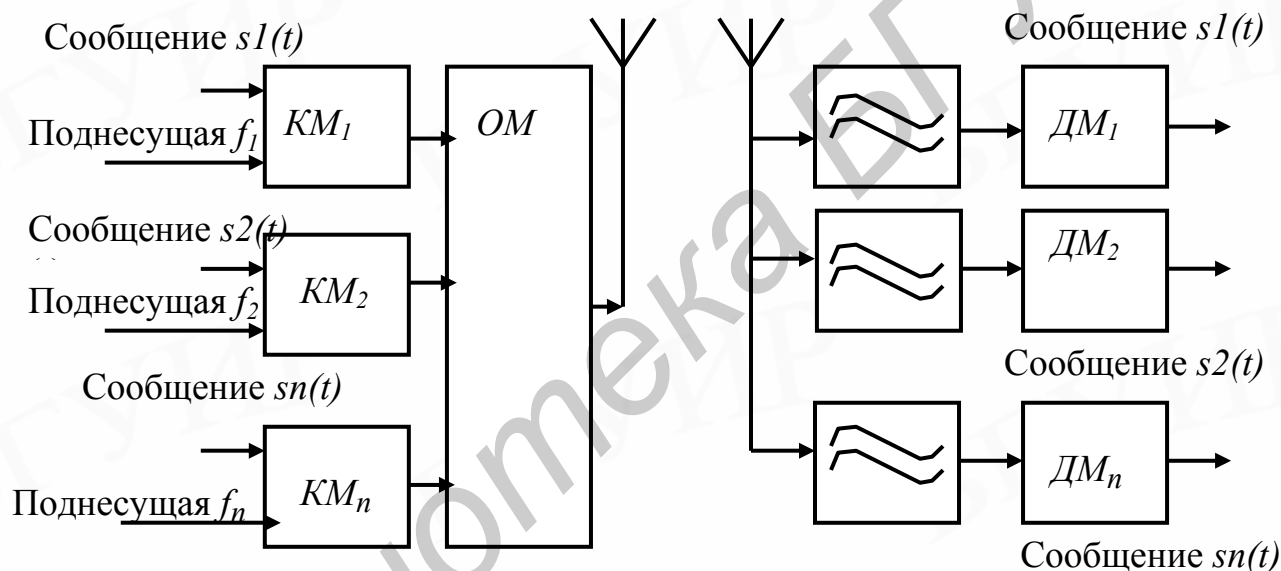 Сообщение s1(t)
Поднесущая f1
КМ1
ОМ
Сообщение s2(t)
Поднесущая f2
КМ2
Сообщение sn(t)
Поднесущая fn
КМn
Сообщение s1(t)
ДМ1
ДМ2
Сообщение s2(t)
ДМn
Сообщение sn(t)